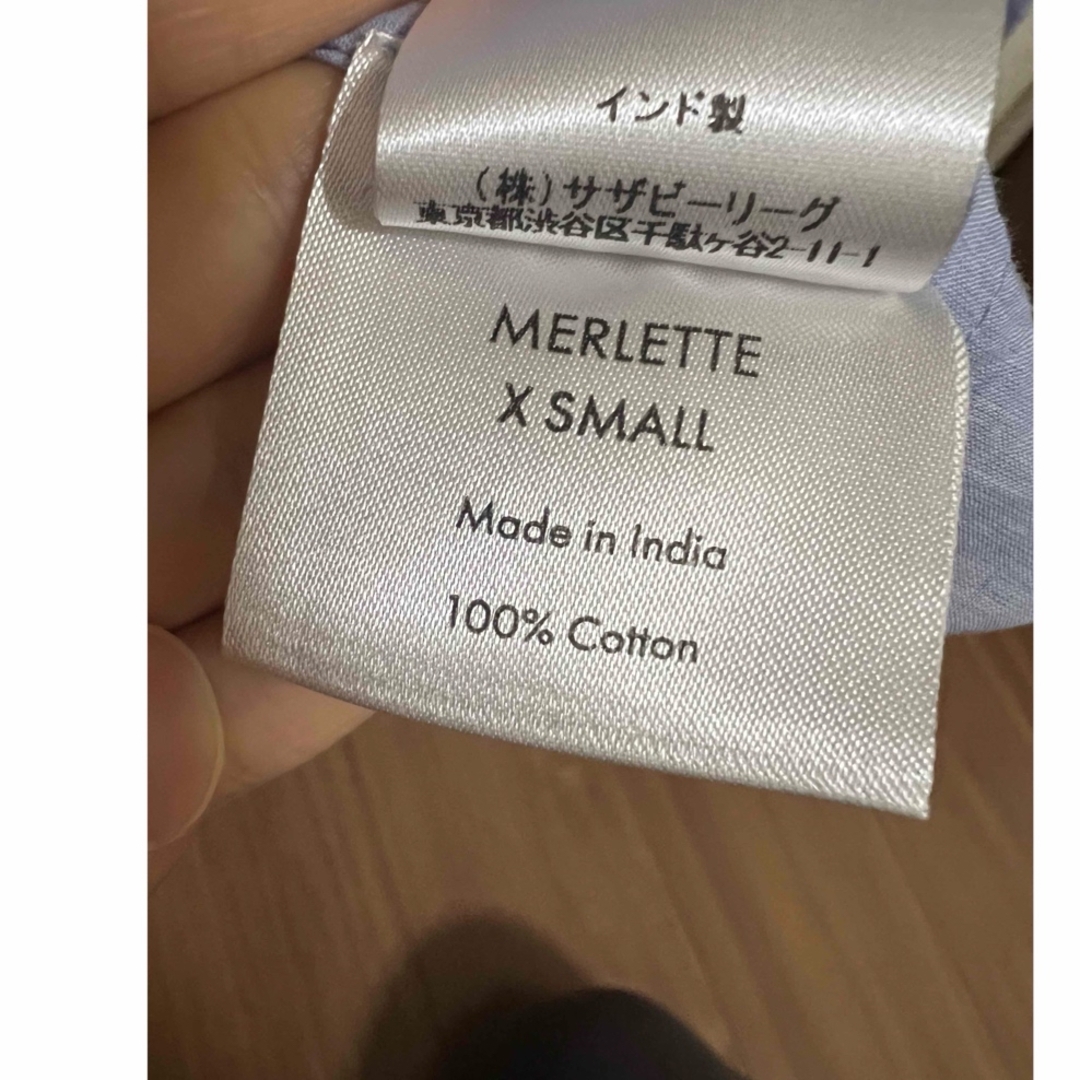 インド製
(株)サザビーリーグ
東京都渋谷区千駄ヶ谷2-11-1
MERLETTE
X SMALL
Made in India
100% Cotton